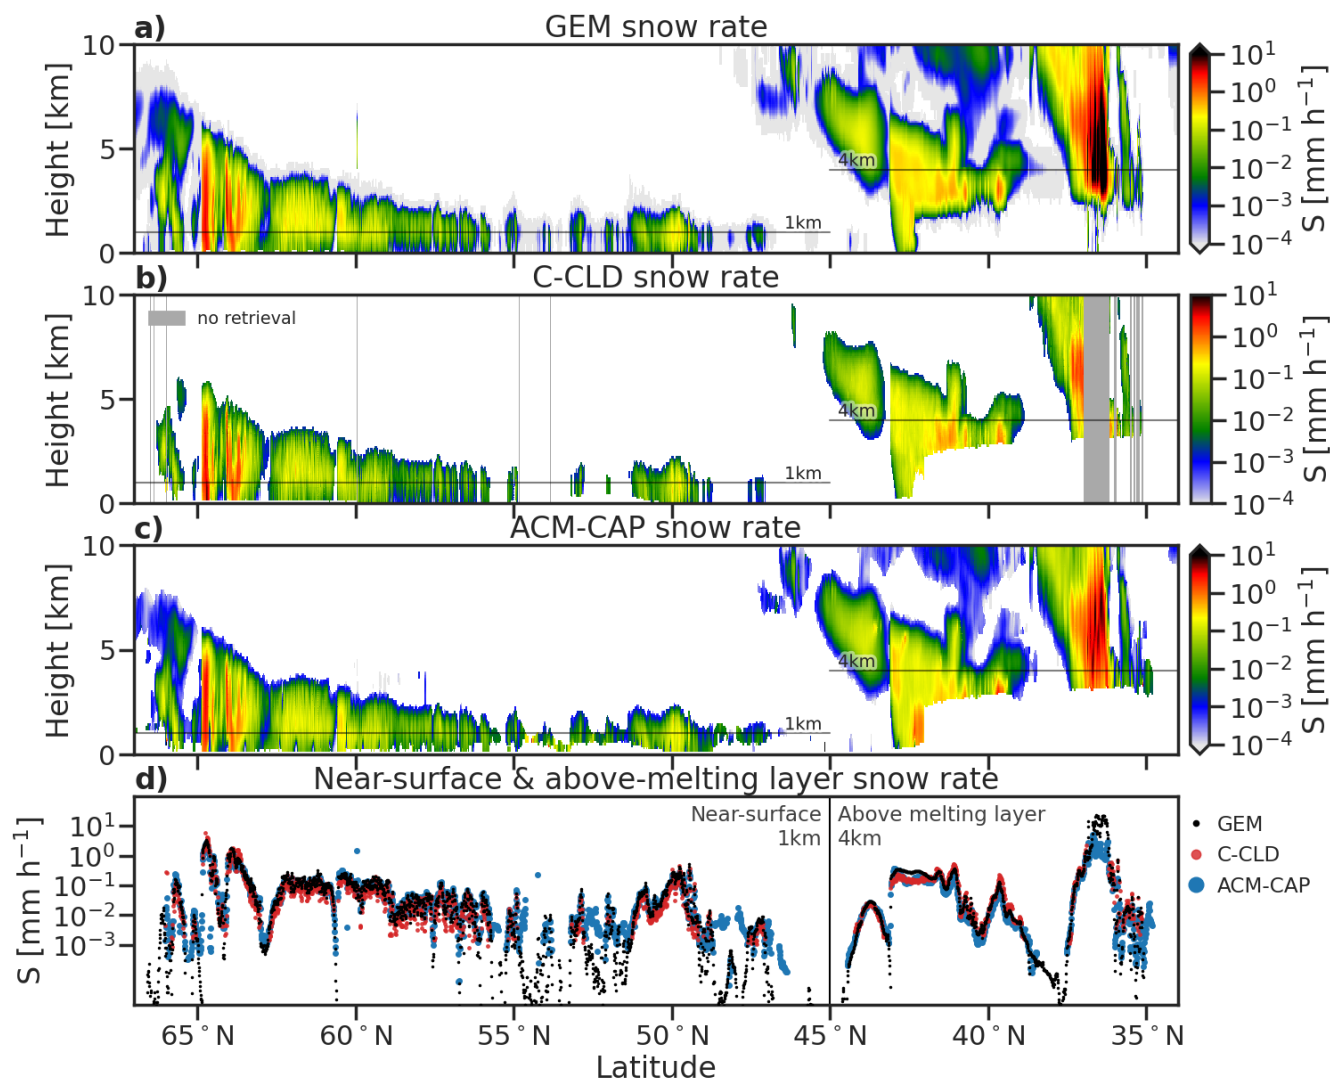 a) GEM snow rate
10
5
0
Height [km]
4km
1km
10¹
10⁰
10⁻¹
10⁻²
10⁻³
10⁻⁴
S [mm h⁻¹]
b) C-CLD snow rate
no retrieval
10
5
0
Height [km]
4km
1km
10¹
10⁰
10⁻¹
10⁻²
10⁻³
10⁻⁴
S [mm h⁻¹]
c) ACM-CAP snow rate
10
5
0
Height [km]
4km
1km
10¹
10⁰
10⁻¹
10⁻²
10⁻³
10⁻⁴
S [mm h⁻¹]
d) Near-surface & above-melting layer snow rate
Near-surface
1km
Above melting layer
4km
10¹
10⁰
10⁻¹
10⁻²
10⁻³
S [mm h⁻¹]
GEM
C-CLD
ACM-CAP
65°N 60°N 55°N 50°N 45°N 40°N 35°N
Latitude